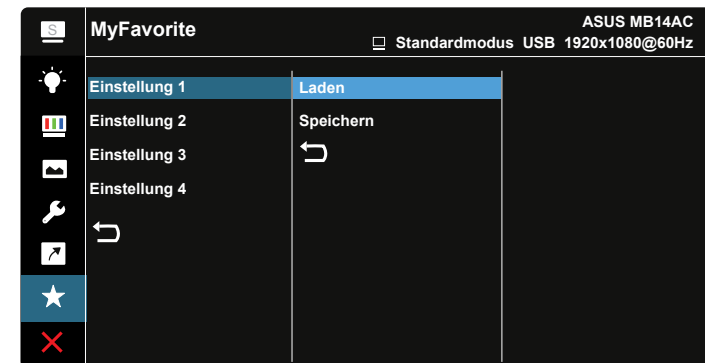 S
MyFavorite
ASUS MB14AC
Standardmodus USB 1920x1080@60Hz
Einstellung 1
Laden
Einstellung 2
Speichern
Einstellung 3
Einstellung 4